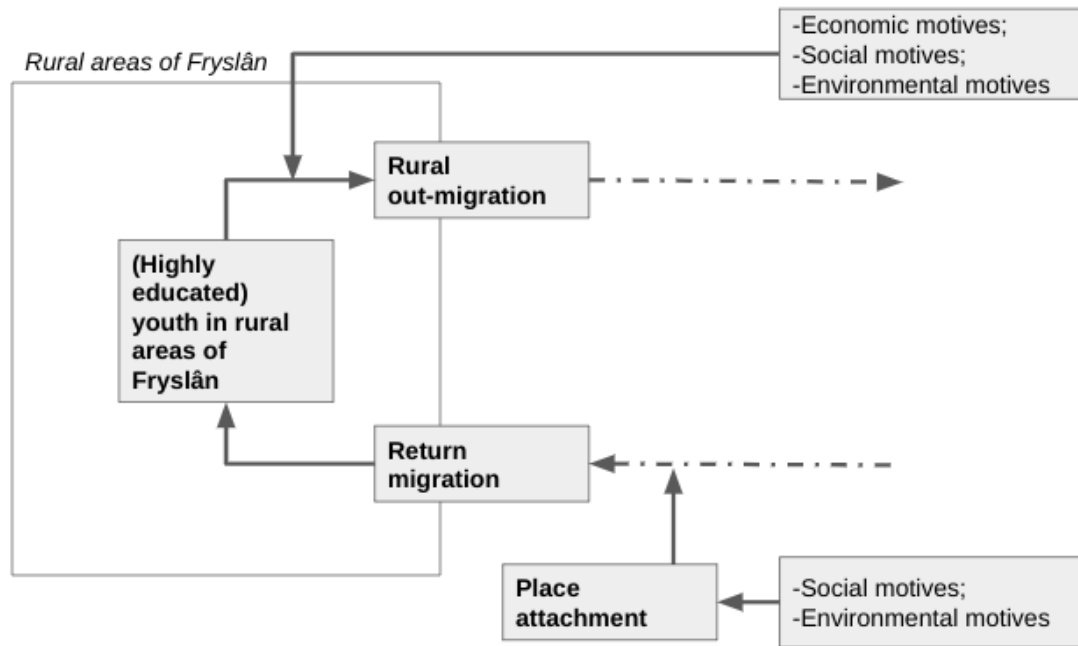 Rural areas of Fryslân
-Economic motives;
-Social motives;
-Environmental motives
Rural
out-migration
(Highly
educated)
youth in rural
areas of
Fryslân
Return
migration
Place
attachment
-Social motives;
-Environmental motives